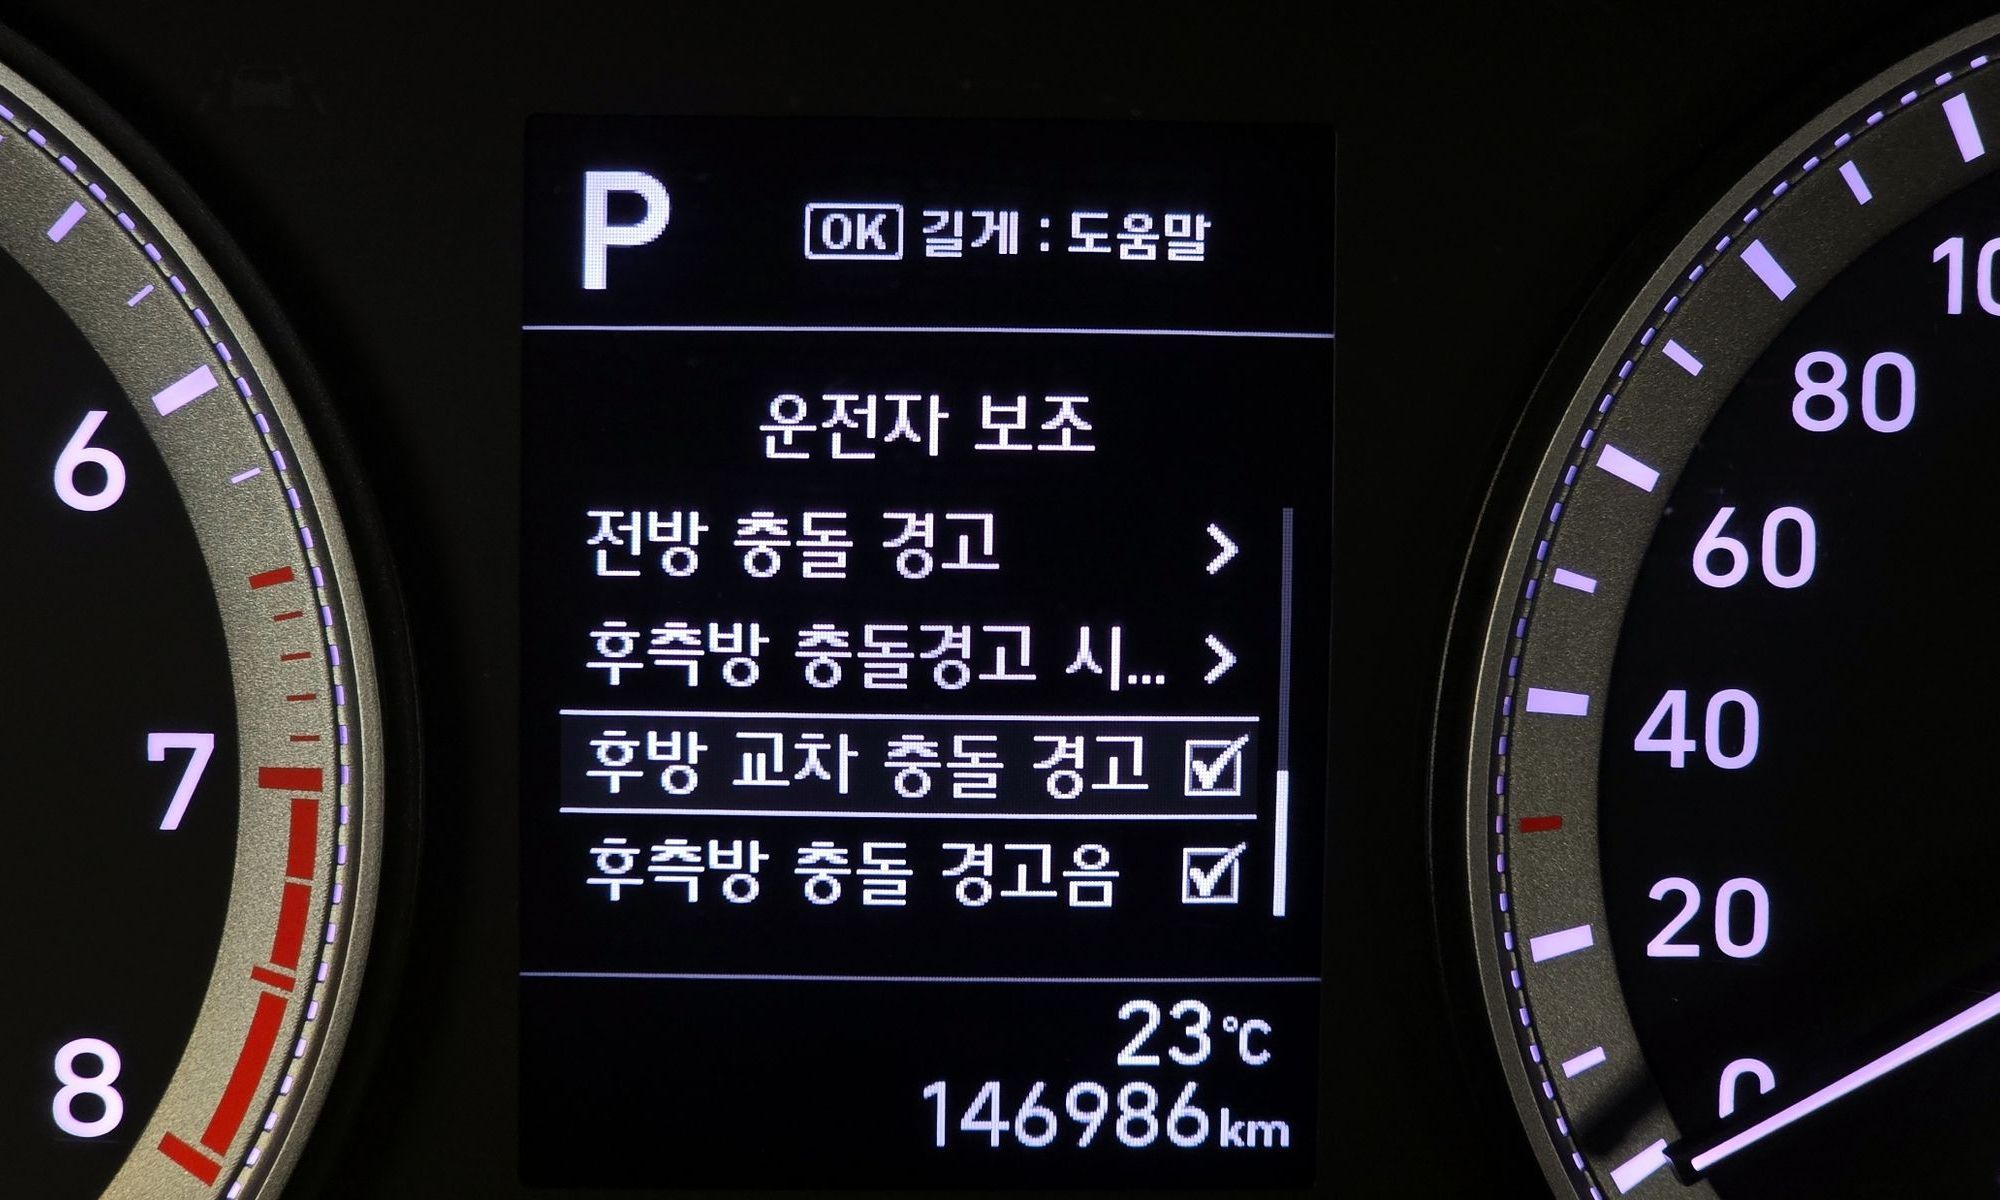 P
OK 길게 : 도움말
운전자 보조
전방 충돌 경고 >
후측방 충돌경고 시... >
후방 교차 충돌 경고
후측방 충돌 경고음
23℃
146986km
6
7
8
80
60
40
20
0